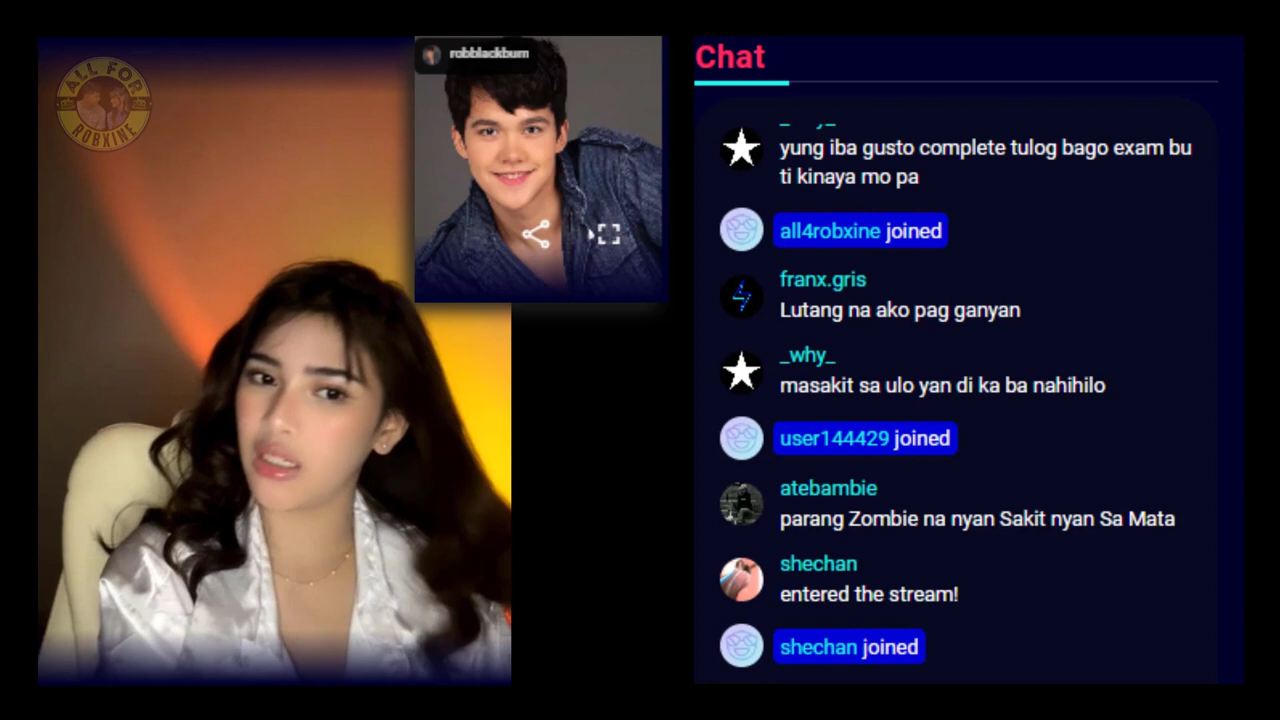 ALL FOR
ROBXINE
robblackburn
Chat
yung iba gusto complete tulog bago exam bu
ti kinaya mo pa
all4robxine joined
franx.gris
Lutang na ako pag ganyan
_why_
masakit sa ulo yan di ka ba nahihilo
user144429 joined
atebambie
parang Zombie na nyan Sakit nyan Sa Mata
shechan
entered the stream!
shechan joined